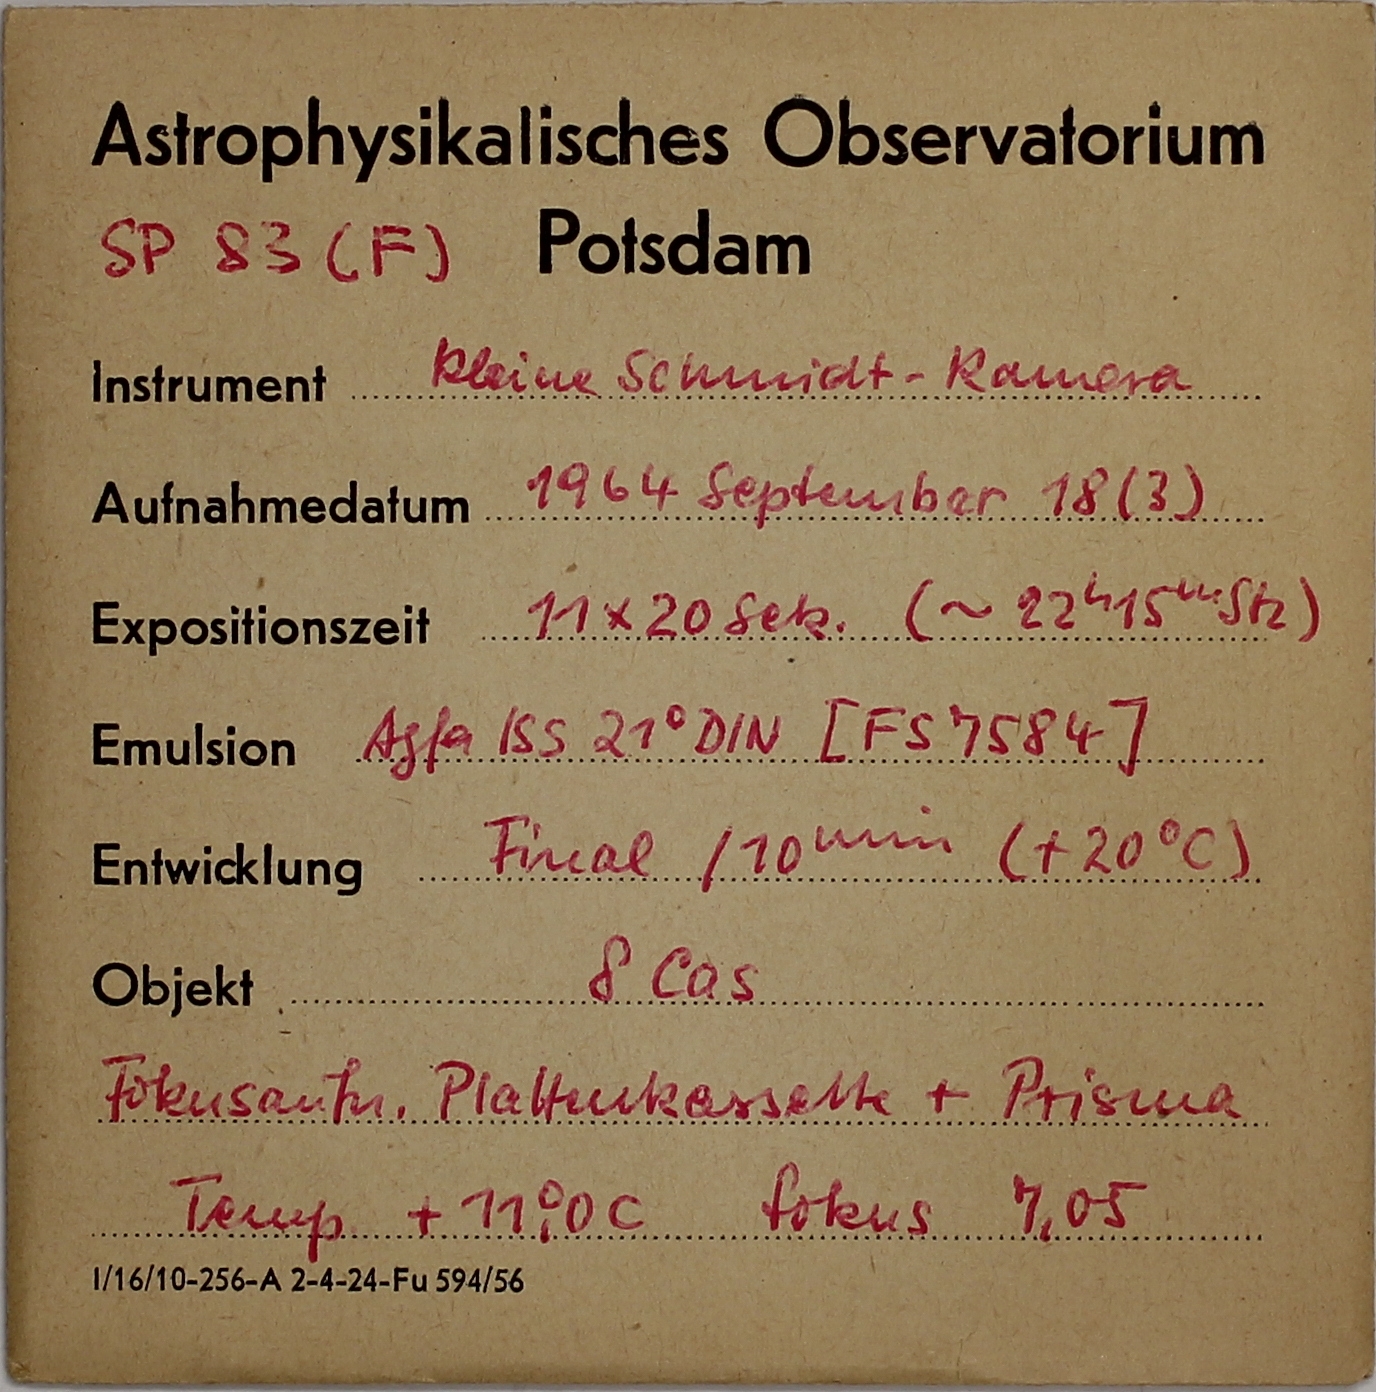 Astrophysikalisches Observatorium
SP 83 (F) Potsdam
Instrument Kleine Schmidt-Kamera
Aufnahmedatum 1964 September 18(3)
Expositionszeit 11 x 20 Sek. (~ 22ʰ15ᵐ Stz)
Emulsion Agfa ISS 21° DIN [FS 7584]
Entwicklung Final /10ᵐⁱⁿ (+20°C)
Objekt δ Cas
Fokusaufn. Plattenkassette + Prisma
Temp + 11°,0 C Fokus 7,05
I/16/10-256-A 2-4-24-Fu 594/56